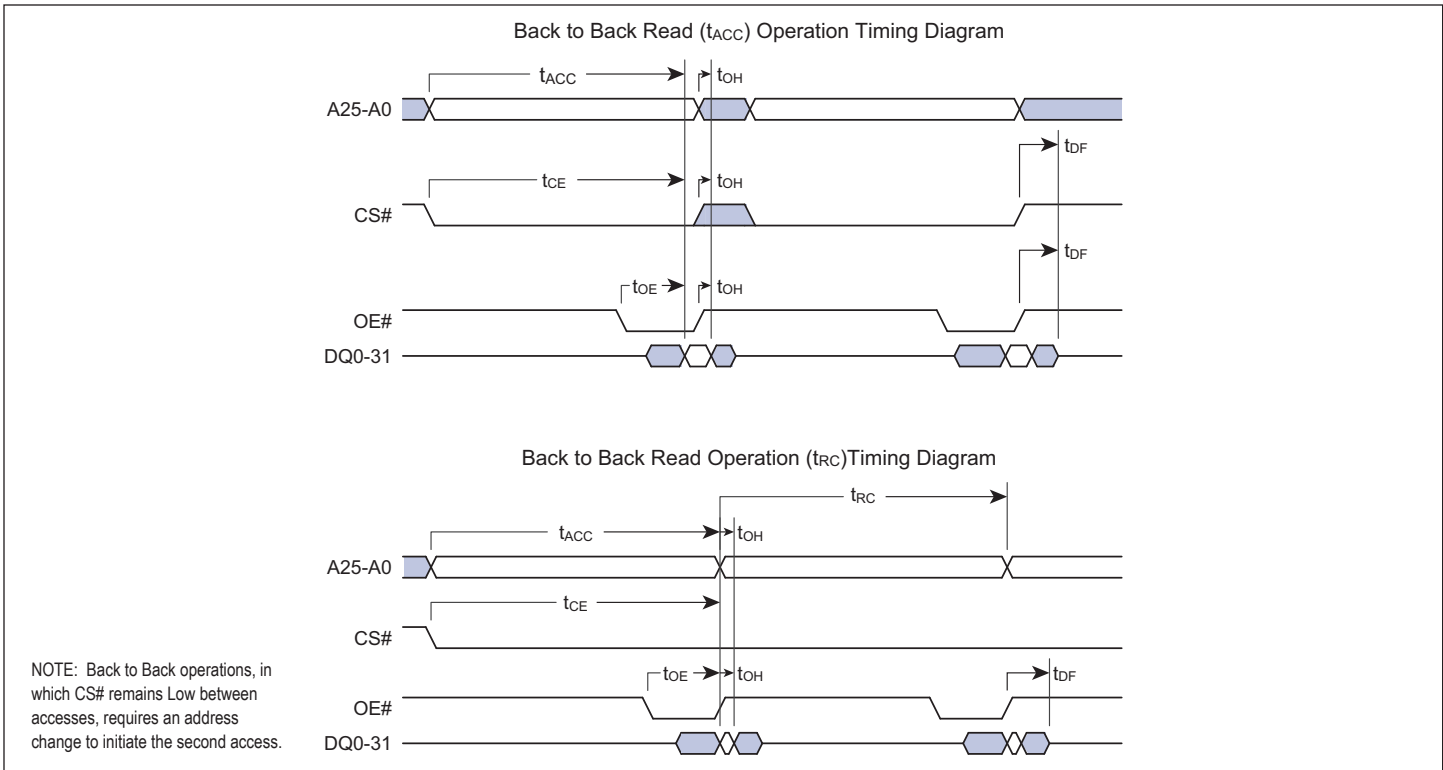 Back to Back Read (tACC) Operation Timing Diagram
tACC
tOH
A25-A0
tDF
tCE
tOH
CS#
tDF
tOE
tOH
OE#
DQ0-31
Back to Back Read Operation (tRC)Timing Diagram
tRC
tACC
tOH
A25-A0
tCE
CS#
NOTE: Back to Back operations, in
which CS# remains Low between
accesses, requires an address
change to initiate the second access.
tOE
tOH
tDF
OE#
DQ0-31